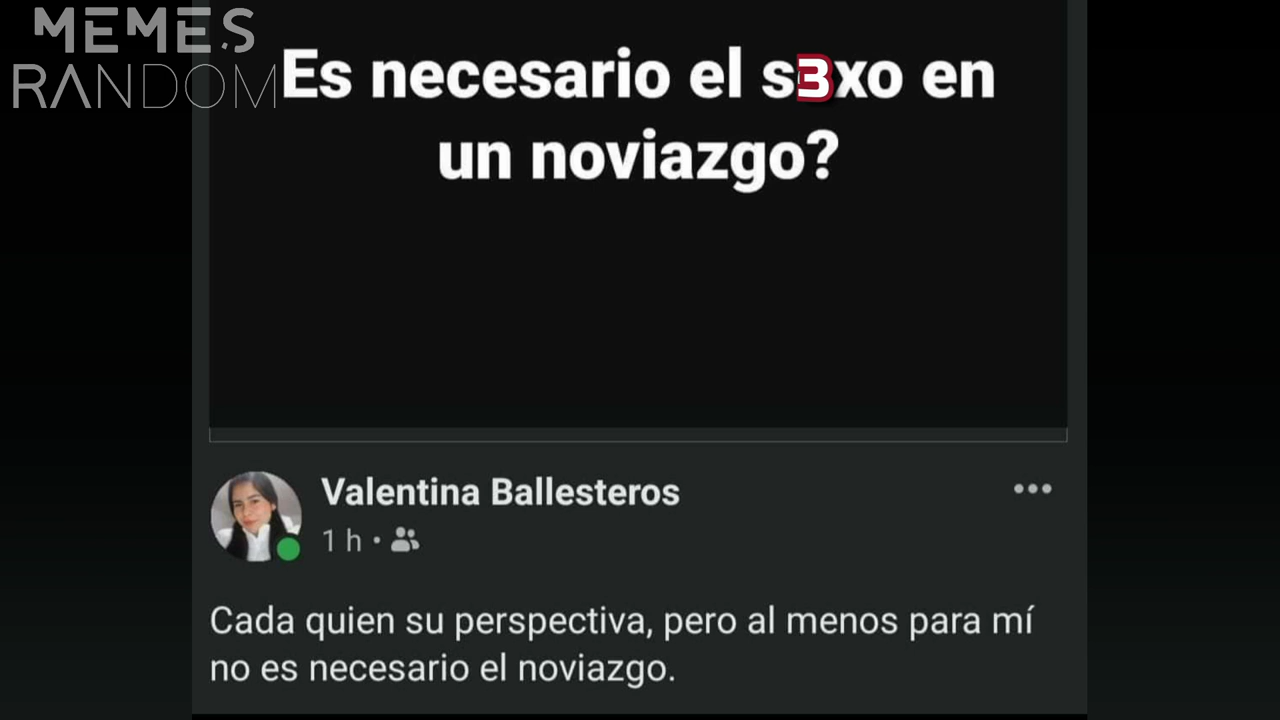 MEMES
RANDOM
Es necesario el s3xo en
un noviazgo?
Valentina Ballesteros
1 h •
Cada quien su perspectiva, pero al menos para mí
no es necesario el noviazgo.